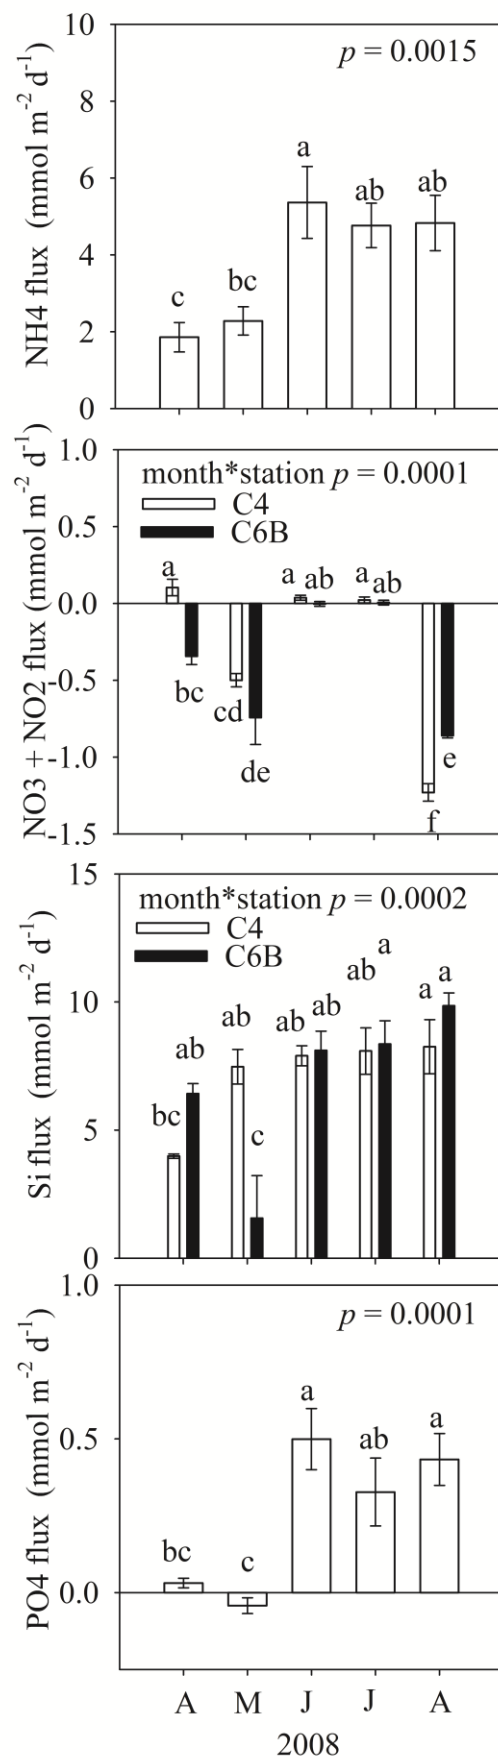 NH4 flux (mmol m⁻² d⁻¹)
10
8
6
4
2
0
p = 0.0015
c
bc
a
ab
ab
NO3 + NO2 flux (mmol m⁻² d⁻¹)
1.0
0.5
0.0
-0.5
-1.0
-1.5
month*station p = 0.0001
C4
C6B
a
bc
cd
de
a
ab
a
ab
f
e
Si flux (mmol m⁻² d⁻¹)
15
10
5
0
month*station p = 0.0002
C4
C6B
bc
ab
ab
c
ab
ab
ab
a
a
a
PO4 flux (mmol m⁻² d⁻¹)
1.0
0.5
0.0
p = 0.0001
bc
c
a
ab
a
A M J J A
2008